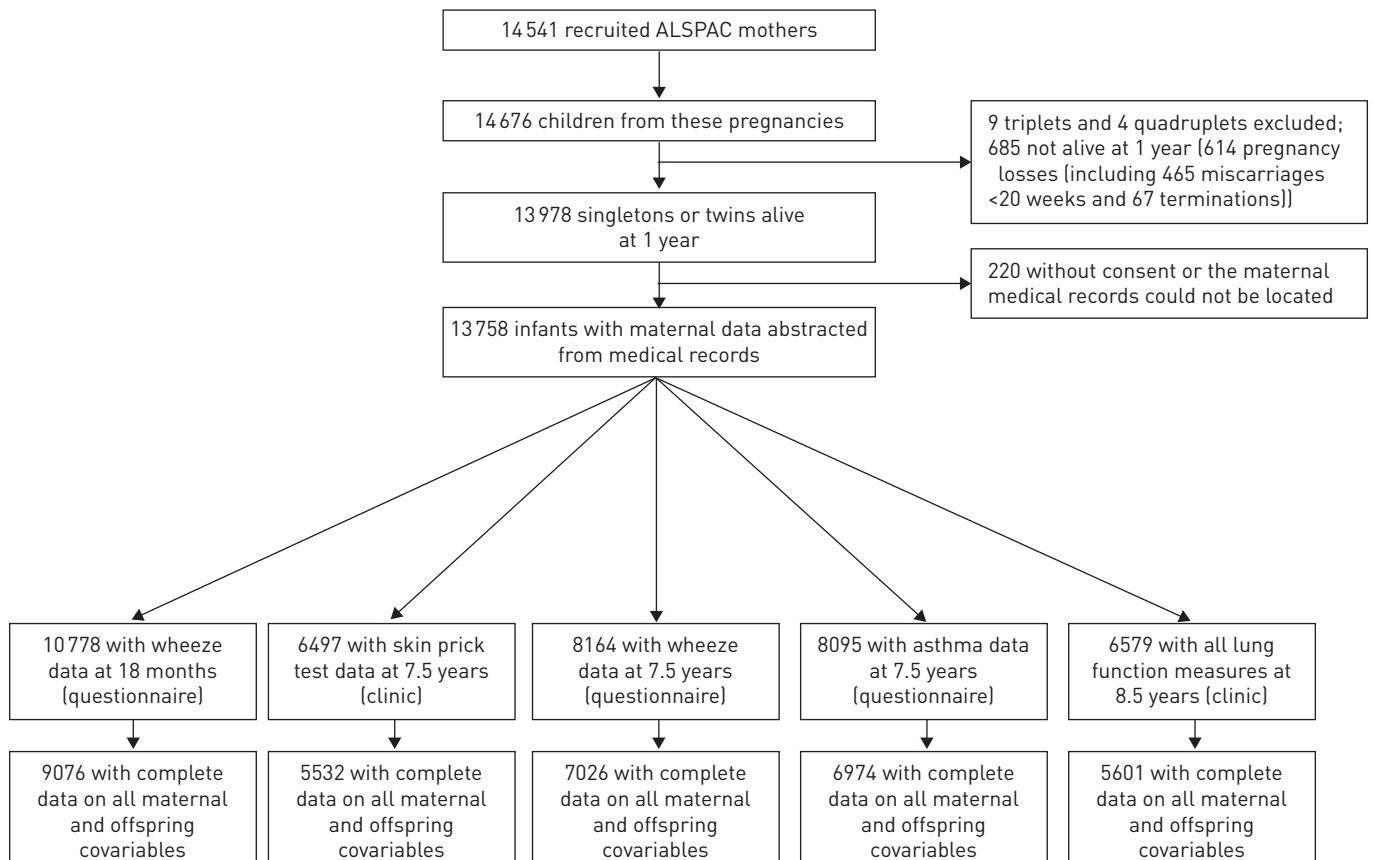 14 541 recruited ALSPAC mothers
14 676 children from these pregnancies
9 triplets and 4 quadruplets excluded;
685 not alive at 1 year (614 pregnancy
losses (including 465 miscarriages
<20 weeks and 67 terminations))
13 978 singletons or twins alive
at 1 year
220 without consent or the maternal
medical records could not be located
13 758 infants with maternal data abstracted
from medical records
10 778 with wheeze
data at 18 months
(questionnaire)
6497 with skin prick
test data at 7.5 years
(clinic)
8164 with wheeze
data at 7.5 years
(questionnaire)
8095 with asthma data
at 7.5 years
(questionnaire)
6579 with all lung
function measures at
8.5 years (clinic)
9076 with complete
data on all maternal
and offspring
covariables
5532 with complete
data on all maternal
and offspring
covariables
7026 with complete
data on all maternal
and offspring
covariables
6974 with complete
data on all maternal
and offspring
covariables
5601 with complete
data on all maternal
and offspring
covariables